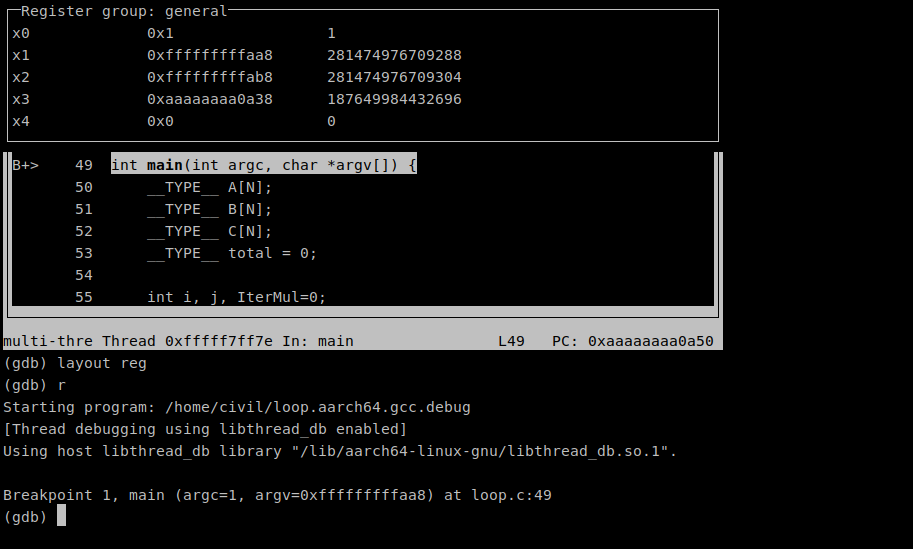 Register group: general
x0 0x1 1
x1 0xfffffffffaa8 281474976709288
x2 0xfffffffffab8 281474976709304
x3 0xaaaaaaaa0a38 187649984432696
x4 0x0 0
B+> 49 int main(int argc, char *argv[]) {
50 __TYPE__ A[N];
51 __TYPE__ B[N];
52 __TYPE__ C[N];
53 __TYPE__ total = 0;
54
55 int i, j, IterMul=0;
multi-thre Thread 0xfffff7ff7e In: main L49 PC: 0xaaaaaaaa0a50
(gdb) layout reg
(gdb) r
Starting program: /home/civil/loop.aarch64.gcc.debug
[Thread debugging using libthread_db enabled]
Using host libthread_db library "/lib/aarch64-linux-gnu/libthread_db.so.1".
Breakpoint 1, main (argc=1, argv=0xfffffffffaa8) at loop.c:49
(gdb)